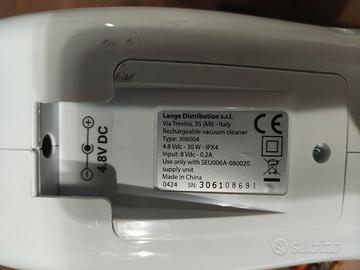 Lange Distribution s.r.l.
Via Treviso, 35 (MI) - Italy
Rechargeable vacuum cleaner
Type: 306004
4.8 Vdc - 30 W - IPX4
Input: 8 Vdc - 0.2A
Use only with SEU006A-080020
supply unit
Made in China
0424 SN: 306108691
CE
4.8V DC
subito